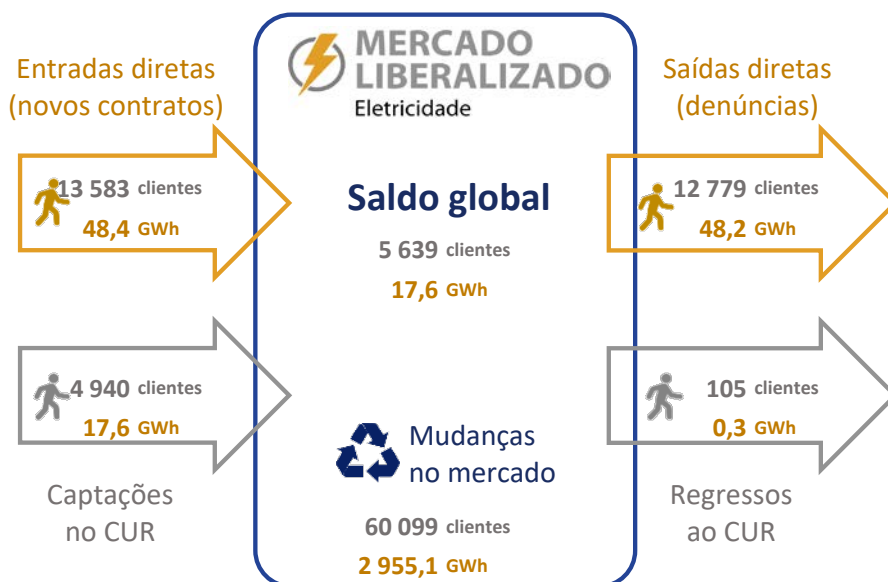 MERCADO
LIBERALIZADO
Eletricidade
Entradas diretas
(novos contratos)
13 583 clientes
48,4 GWh
Saldo global
5 639 clientes
17,6 GWh
Saídas diretas
(denúncias)
12 779 clientes
48,2 GWh
4 940 clientes
17,6 GWh
Captações
no CUR
Mudanças
no mercado
60 099 clientes
2 955,1 GWh
105 clientes
0,3 GWh
Regressos
ao CUR